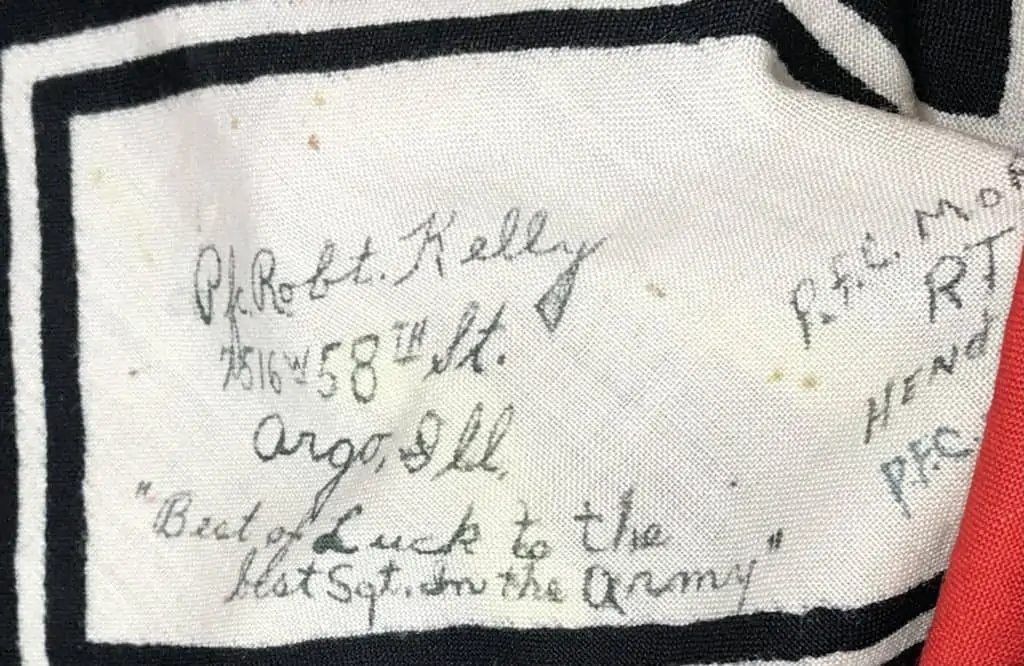 Pfc. Robt. Kelly
7516 W 58TH St.
Argo, Ill.
"Best of Luck to the
best Sgt. In the Army"
P.F.C.
RT
P.F.C.